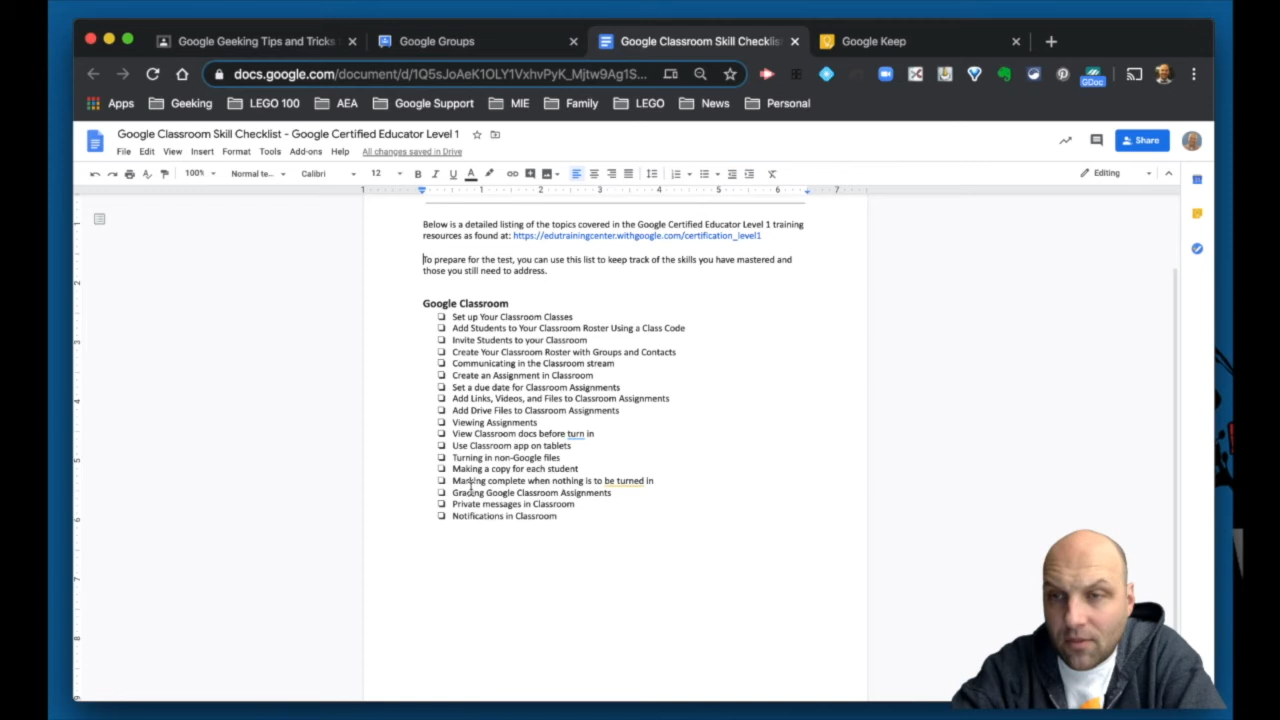 Google Geeking Tips and Tricks
Google Groups
Google Classroom Skill Checklis
Google Keep
docs.google.com/document/d/1Q5sJoAeK1OLY1VxhvPyK_Mjtw9Ag1S...
Apps
Geeking
LEGO 100
AEA
Google Support
MIE
Family
LEGO
News
Personal
GDoc
Google Classroom Skill Checklist - Google Certified Educator Level 1
File Edit View Insert Format Tools Add-ons Help All changes saved in Drive
Share
100% Normal te... Calibri 12 B I U A Editing
1 1 2 3 4 5 6 7
Below is a detailed listing of the topics covered in the Google Certified Educator Level 1 training
resources as found at: https://edutrainingcenter.withgoogle.com/certification_level1
To prepare for the test, you can use this list to keep track of the skills you have mastered and
those you still need to address.
Google Classroom
Set up Your Classroom Classes
Add Students to Your Classroom Roster Using a Class Code
Invite Students to your Classroom
Create Your Classroom Roster with Groups and Contacts
Communicating in the Classroom stream
Create an Assignment in Classroom
Set a due date for Classroom Assignments
Add Links, Videos, and Files to Classroom Assignments
Add Drive Files to Classroom Assignments
Viewing Assignments
View Classroom docs before turn in
Use Classroom app on tablets
Turning in non-Google files
Making a copy for each student
Marking complete when nothing is to be turned in
Grading Google Classroom Assignments
Private messages in Classroom
Notifications in Classroom